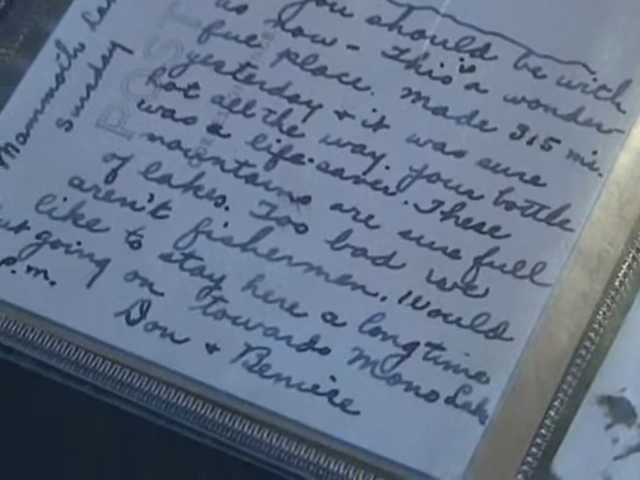 Mammoth
Sunday
POST
you should be with
us now - This is a wonder-
ful place. Made 315 mi.
yesterday + it was sure
hot all the way. Your bottle
was a life-saver. These
mountains are sure full
of lakes. Too bad we
aren't fishermen. Would
like to stay here a long time
but going on towards Mono Lake
p.m.
Don +